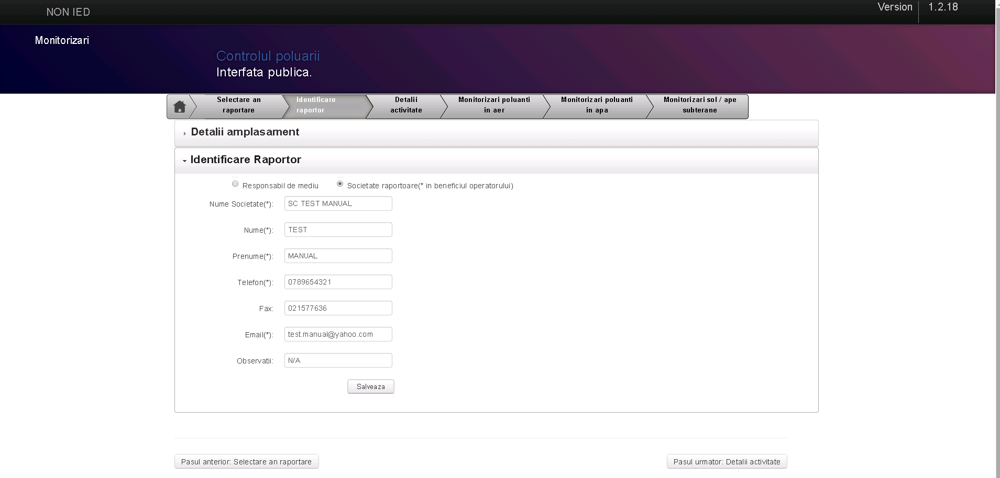 NON IED
Version 1.2.18
Monitorizari
Controlul poluarii
Interfata publica.
Selectare an
raportare
Identificare
raportor
Detalii
activitate
Monitorizari poluanti
in aer
Monitorizari poluanti
in apa
Monitorizari sol / ape
subterane
Detalii amplasament
Identificare Raportor
Responsabil de mediu Societate raportoare(* in beneficiul operatorului)
Nume Societate(*): SC TEST MANUAL
Nume(*): TEST
Prenume(*): MANUAL
Telefon(*): 0789654321
Fax: 021577636
Email(*): test.manual@yahoo.com
Observatii: N/A
Salveaza
Pasul anterior: Selectare an raportare Pasul urmator: Detalii activitate